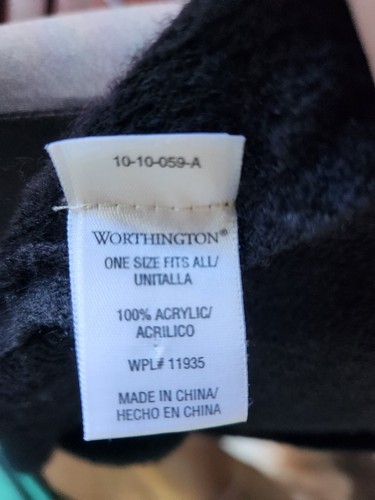 10-10-059-A
WORTHINGTON®
ONE SIZE FITS ALL/
UNITALLA
100% ACRYLIC/
ACRILICO
WPL# 11935
MADE IN CHINA/
HECHO EN CHINA